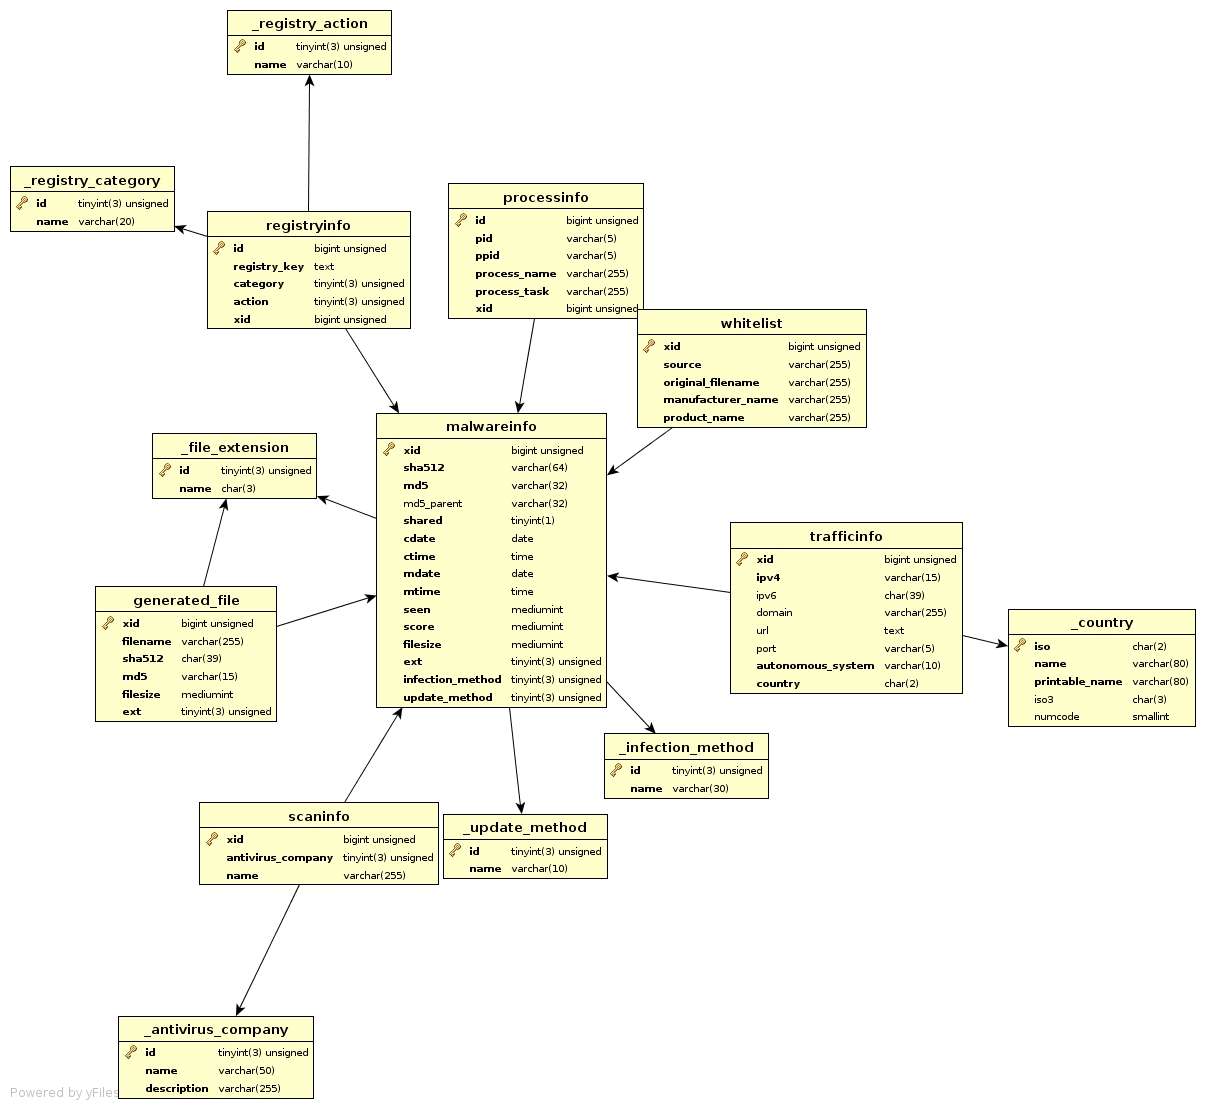 _registry_action
id tinyint(3) unsigned
name varchar(10)
_registry_category
id tinyint(3) unsigned
name varchar(20)
registryinfo
id bigint unsigned
registry_key text
category tinyint(3) unsigned
action tinyint(3) unsigned
xid bigint unsigned
processinfo
id bigint unsigned
pid varchar(5)
ppid varchar(5)
process_name varchar(255)
process_task varchar(255)
xid bigint unsigned
whitelist
xid bigint unsigned
source varchar(255)
original_filename varchar(255)
manufacturer_name varchar(255)
product_name varchar(255)
malwareinfo
xid bigint unsigned
sha512 varchar(64)
md5 varchar(32)
md5_parent varchar(32)
shared tinyint(1)
cdate date
ctime time
mdate date
mtime time
seen mediumint
score mediumint
filesize mediumint
ext tinyint(3) unsigned
infection_method tinyint(3) unsigned
update_method tinyint(3) unsigned
_file_extension
id tinyint(3) unsigned
name char(3)
generated_file
xid bigint unsigned
filename varchar(255)
sha512 char(39)
md5 varchar(15)
filesize mediumint
ext tinyint(3) unsigned
trafficinfo
xid bigint unsigned
ipv4 varchar(15)
ipv6 char(39)
domain varchar(255)
url text
port varchar(5)
autonomous_system varchar(10)
country char(2)
_country
iso char(2)
name varchar(80)
printable_name varchar(80)
iso3 char(3)
numcode smallint
_infection_method
id tinyint(3) unsigned
name varchar(30)
scaninfo
xid bigint unsigned
antivirus_company tinyint(3) unsigned
name varchar(255)
_update_method
id tinyint(3) unsigned
name varchar(10)
_antivirus_company
id tinyint(3) unsigned
name varchar(50)
description varchar(255)
Powered by yFiles